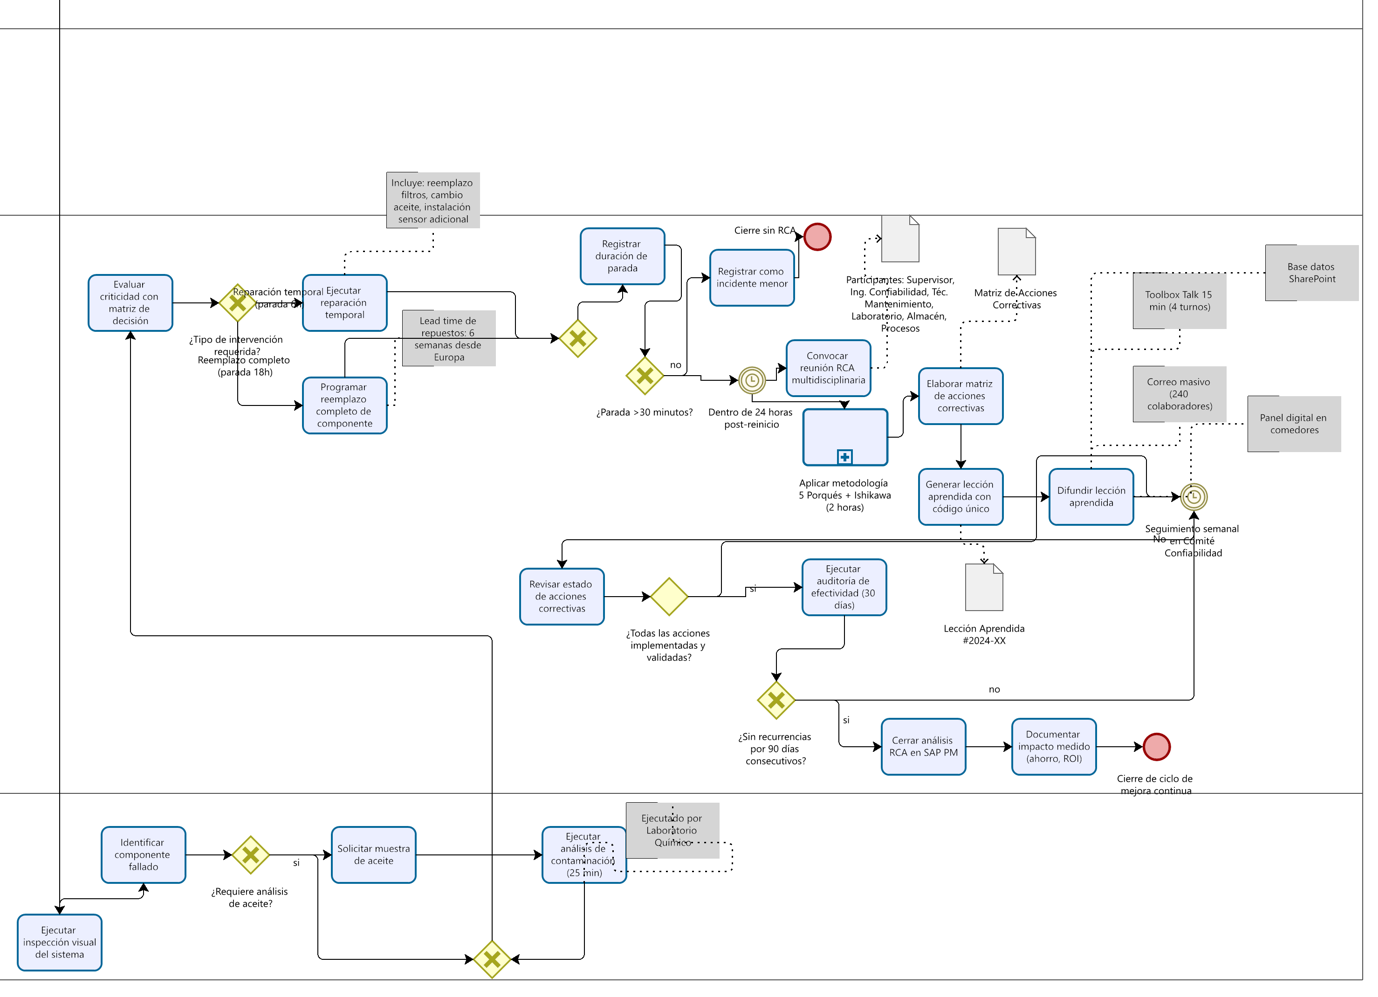 Incluye: reemplazo
filtros, cambio
aceite, instalación
sensor adicional
Cierre sin RCA
Registrar
duración de
parada
Registrar como
incidente menor
Base datos
SharePoint
Evaluar
criticidad con
matriz de
decisión
Reparación temporal
(parada 6h)
Ejecutar
reparación
temporal
¿Tipo de intervención
requerida?
Reemplazo completo
(parada 18h)
Lead time de
repuestos: 6
semanas desde
Europa
Programar
reemplazo
completo de
componente
Participantes: Supervisor,
Ing. Confiabilidad, Téc.
Mantenimiento,
Laboratorio, Almacén,
Procesos
Matriz de Acciones
Correctivas
Toolbox Talk 15
min (4 turnos)
no
¿Parada >30 minutos?
Dentro de 24 horas
post-reinicio
Convocar
reunión RCA
multidisciplinaria
Elaborar matriz
de acciones
correctivas
Correo masivo
(240
colaboradores)
Panel digital en
comedores
Aplicar metodología
5 Porqués + Ishikawa
(2 horas)
Generar lección
aprendida con
código único
Difundir lección
aprendida
Seguimiento semanal
en Comité
Confiabilidad
No
Revisar estado
de acciones
correctivas
si
¿Todas las acciones
implementadas y
validadas?
Ejecutar
auditoría de
efectividad (30
días)
Lección Aprendida
#2024-XX
no
si
¿Sin recurrencias
por 90 días
consecutivos?
Cerrar análisis
RCA en SAP PM
Documentar
impacto medido
(ahorro, ROI)
Cierre de ciclo de
mejora continua
Identificar
componente
fallado
si
¿Requiere análisis
de aceite?
Solicitar muestra
de aceite
Ejecutar
análisis de
contaminación
(25 min)
Ejecutado por
Laboratorio
Químico
Ejecutar
inspección visual
del sistema